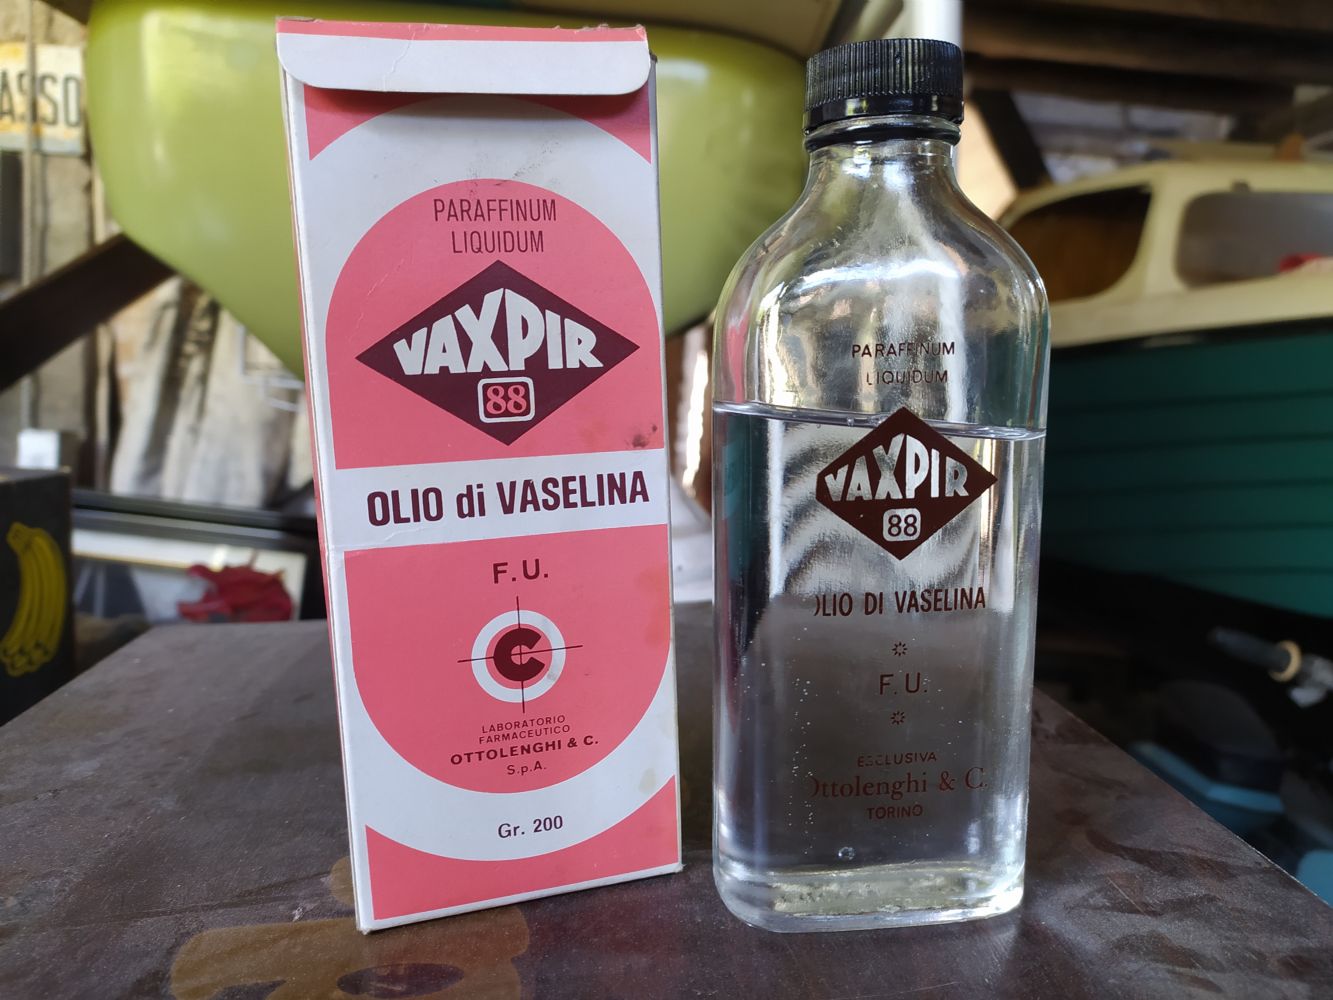 ASSO
PARAFFINUM
LIQUIDUM
VAXPIR
88
OLIO di VASELINA
F.U.
C
LABORATORIO
FARMACEUTICO
OTTOLENGHI & C.
S.p.A.
Gr. 200
PARAFFINUM
LIQUIDUM
VAXPIR
88
OLIO DI VASELINA
F.U.
ESCLUSIVA
Ottolenghi & C.
TORINO